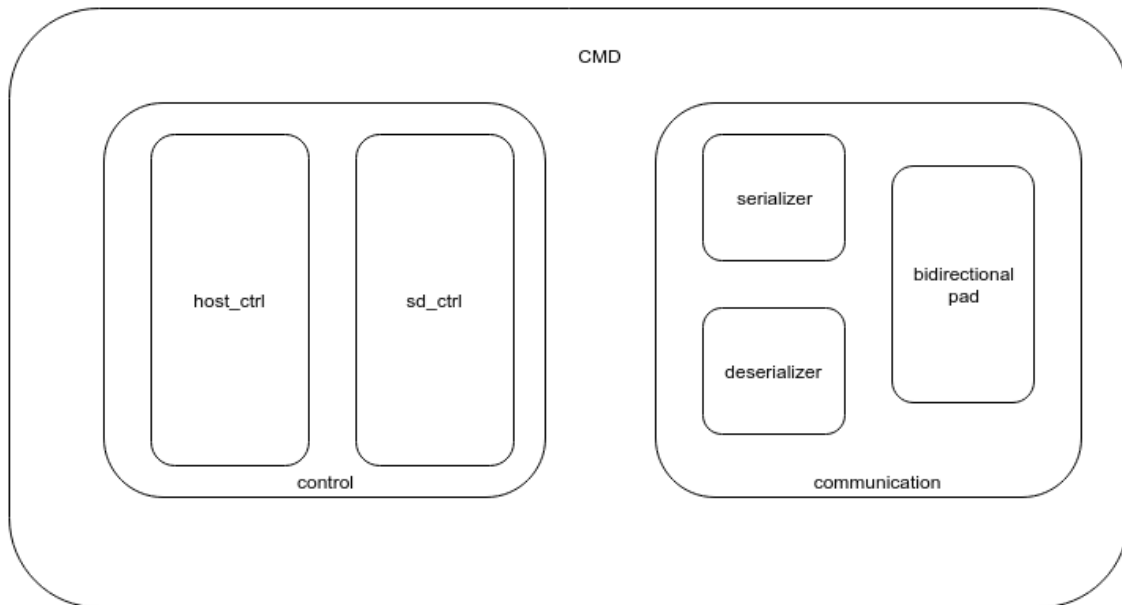 CMD
host_ctrl
sd_ctrl
control
serializer
deserializer
bidirectional
pad
communication